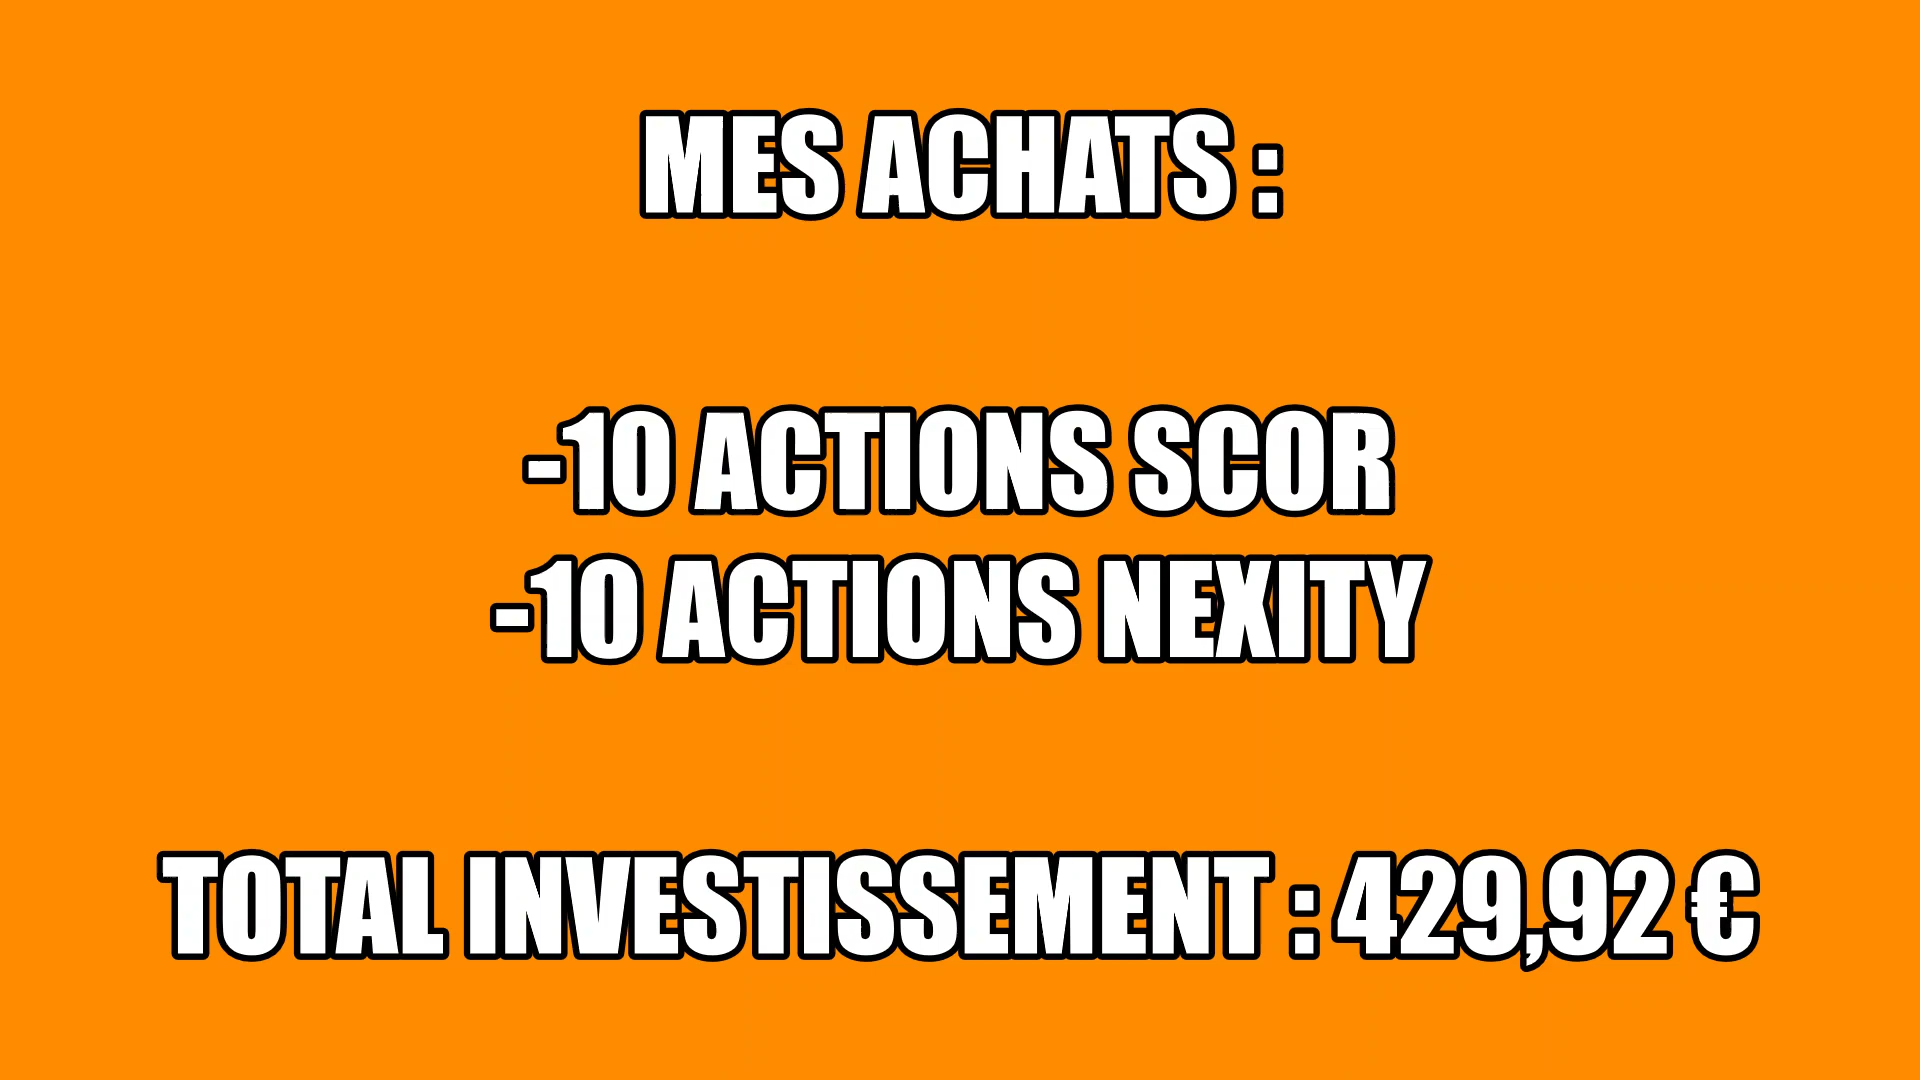 MES ACHATS :
-10 ACTIONS SCOR
-10 ACTIONS NEXITY
TOTAL INVESTISSEMENT : 429,92 €